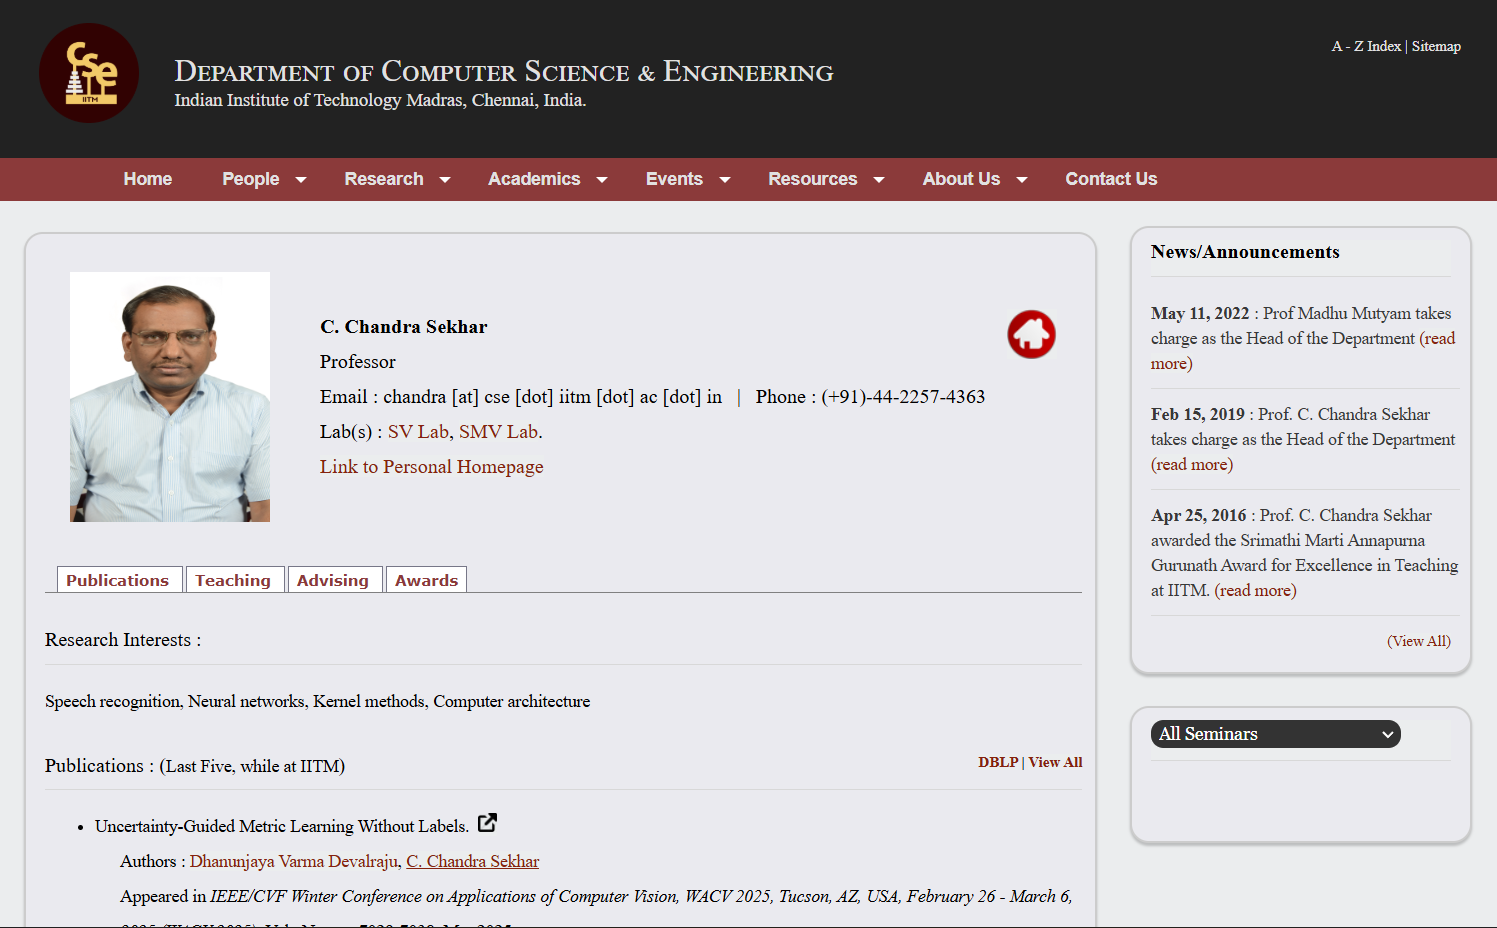 cse
IITM
DEPARTMENT OF COMPUTER SCIENCE & ENGINEERING
Indian Institute of Technology Madras, Chennai, India.
A - Z Index | Sitemap
Home People Research Academics Events Resources About Us Contact Us
C. Chandra Sekhar
Professor
Email : chandra [at] cse [dot] iitm [dot] ac [dot] in | Phone : (+91)-44-2257-4363
Lab(s) : SV Lab, SMV Lab.
Link to Personal Homepage
Publications Teaching Advising Awards
Research Interests :
Speech recognition, Neural networks, Kernel methods, Computer architecture
Publications : (Last Five, while at IITM)
DBLP | View All
• Uncertainty-Guided Metric Learning Without Labels.
Authors : Dhanunjaya Varma Devalraju, C. Chandra Sekhar
Appeared in IEEE/CVF Winter Conference on Applications of Computer Vision, WACV 2025, Tucson, AZ, USA, February 26 - March 6,
News/Announcements
May 11, 2022 : Prof Madhu Mutyam takes
charge as the Head of the Department (read
more)
Feb 15, 2019 : Prof. C. Chandra Sekhar
takes charge as the Head of the Department
(read more)
Apr 25, 2016 : Prof. C. Chandra Sekhar
awarded the Srimathi Marti Annapurna
Gurunath Award for Excellence in Teaching
at IITM. (read more)
(View All)
All Seminars